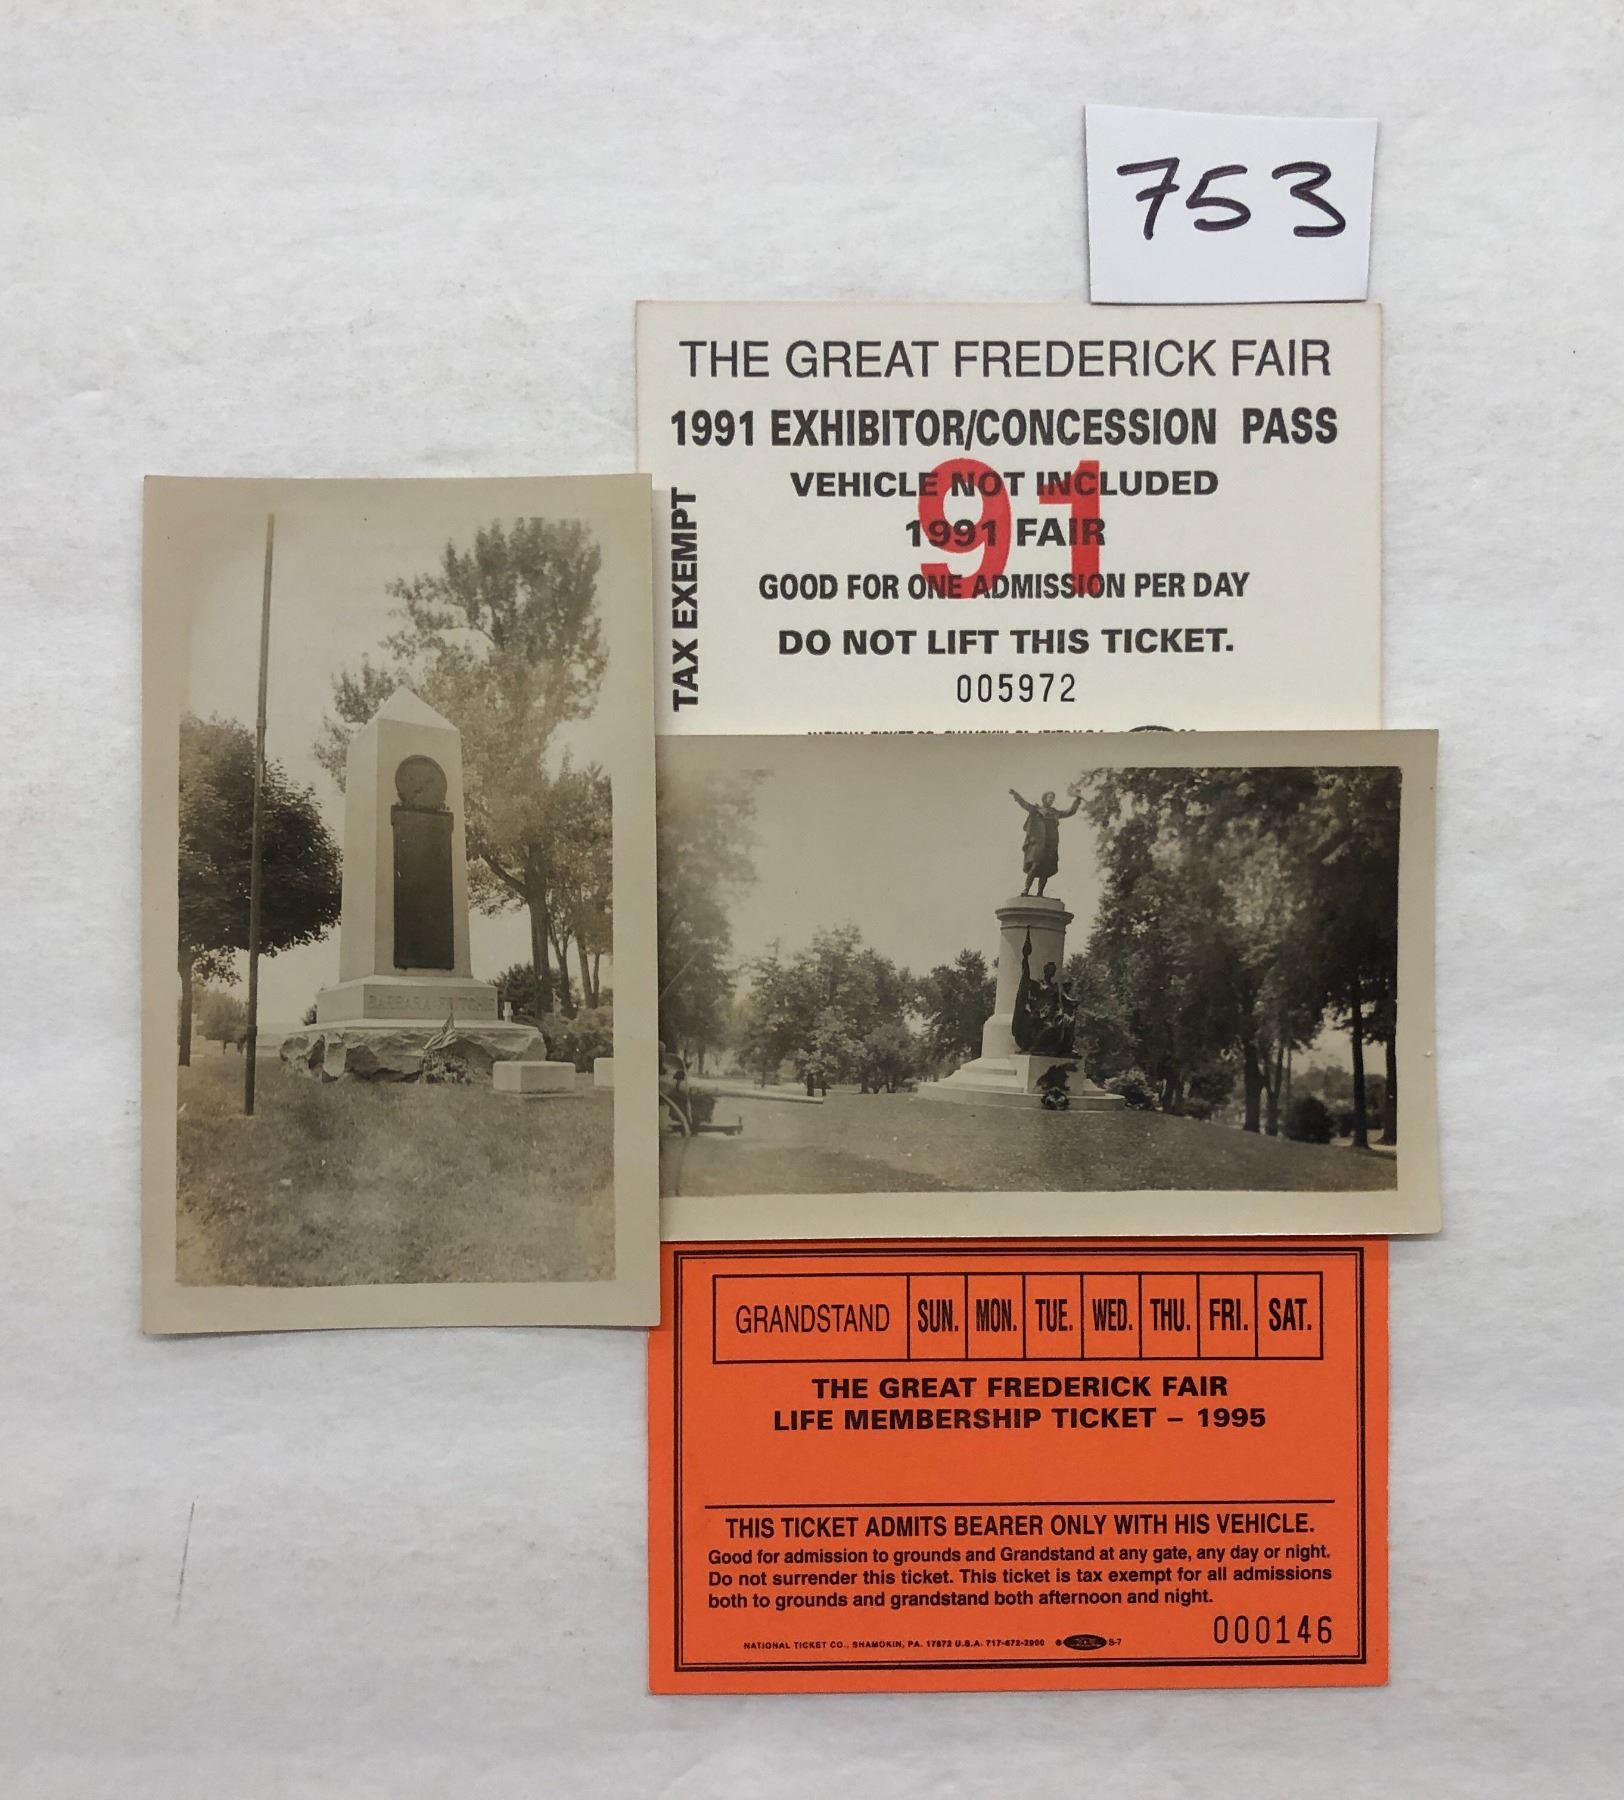 753
THE GREAT FREDERICK FAIR
1991 EXHIBITOR/CONCESSION PASS
VEHICLE NOT INCLUDED
91
1991 FAIR
GOOD FOR ONE ADMISSION PER DAY
DO NOT LIFT THIS TICKET.
005972
TAX EXEMPT
BARBARA FRITCHIE
GRANDSTAND SUN. MON. TUE. WED. THU. FRI. SAT.
THE GREAT FREDERICK FAIR
LIFE MEMBERSHIP TICKET – 1995
THIS TICKET ADMITS BEARER ONLY WITH HIS VEHICLE.
Good for admission to grounds and Grandstand at any gate, any day or night.
Do not surrender this ticket. This ticket is tax exempt for all admissions
both to grounds and grandstand both afternoon and night.
000146
NATIONAL TICKET CO., SHAMOKIN, PA. 17872 U.S.A. 717-672-2900 S-7